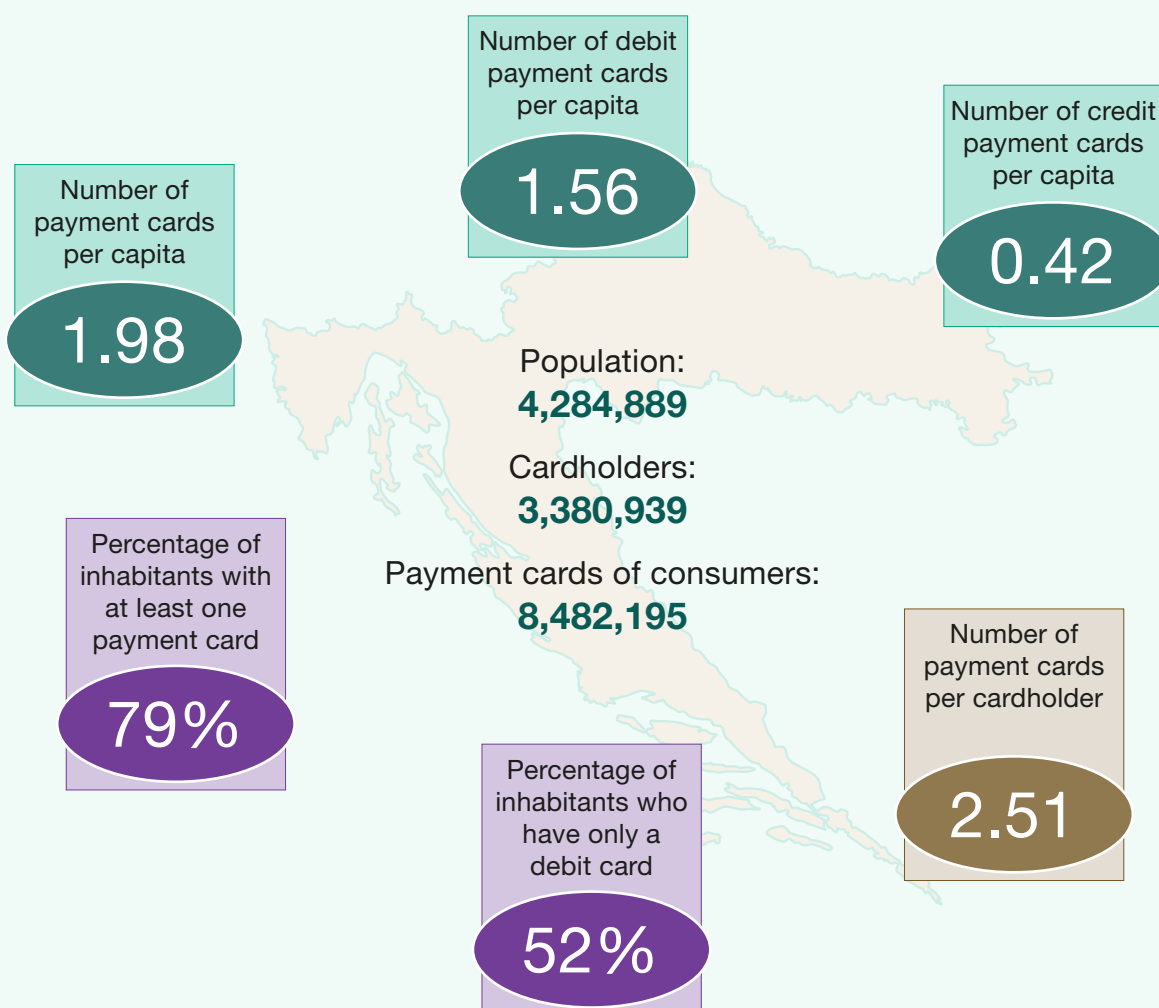 Number of debit
payment cards
per capita
1.56
Number of credit
payment cards
per capita
0.42
Number of
payment cards
per capita
1.98
Population:
4,284,889
Cardholders:
3,380,939
Payment cards of consumers:
8,482,195
Percentage of
inhabitants with
at least one
payment card
79%
Number of
payment cards
per cardholder
2.51
Percentage of
inhabitants who
have only a
debit card
52%